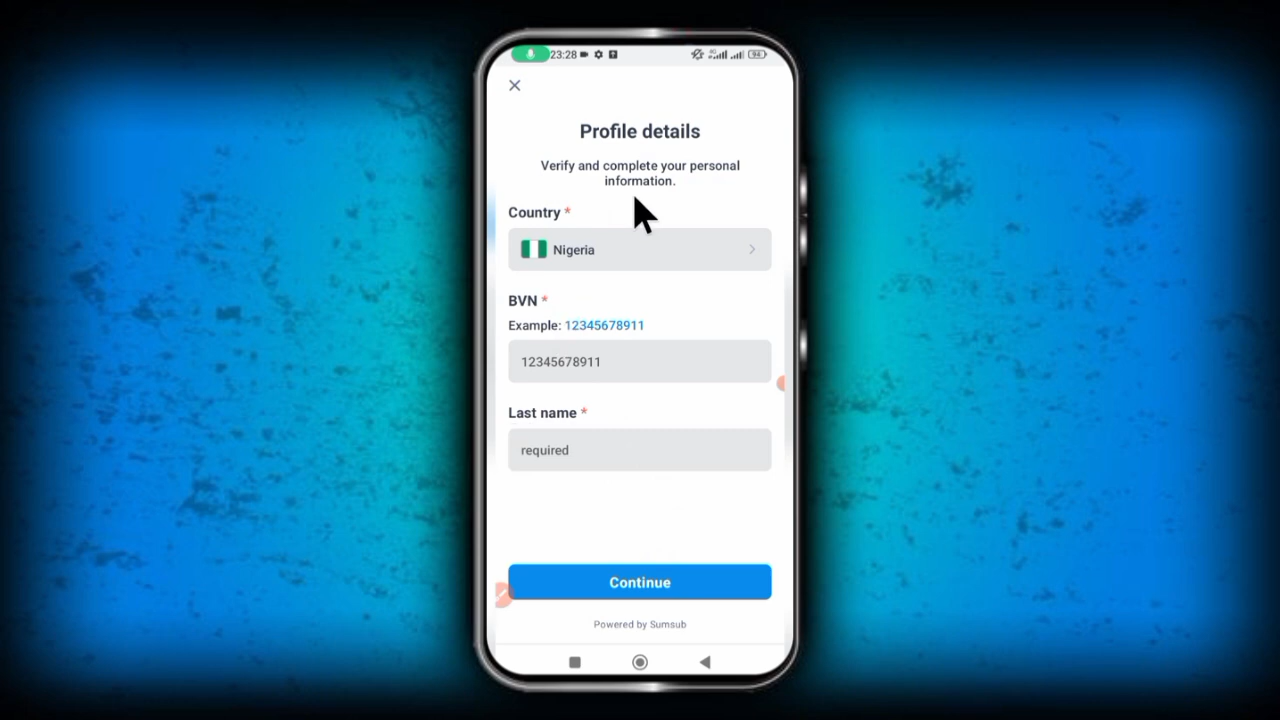 23:28
94
Profile details
Verify and complete your personal
information.
Country *
Nigeria
BVN *
Example: 12345678911
12345678911
Last name *
required
Continue
Powered by Sumsub